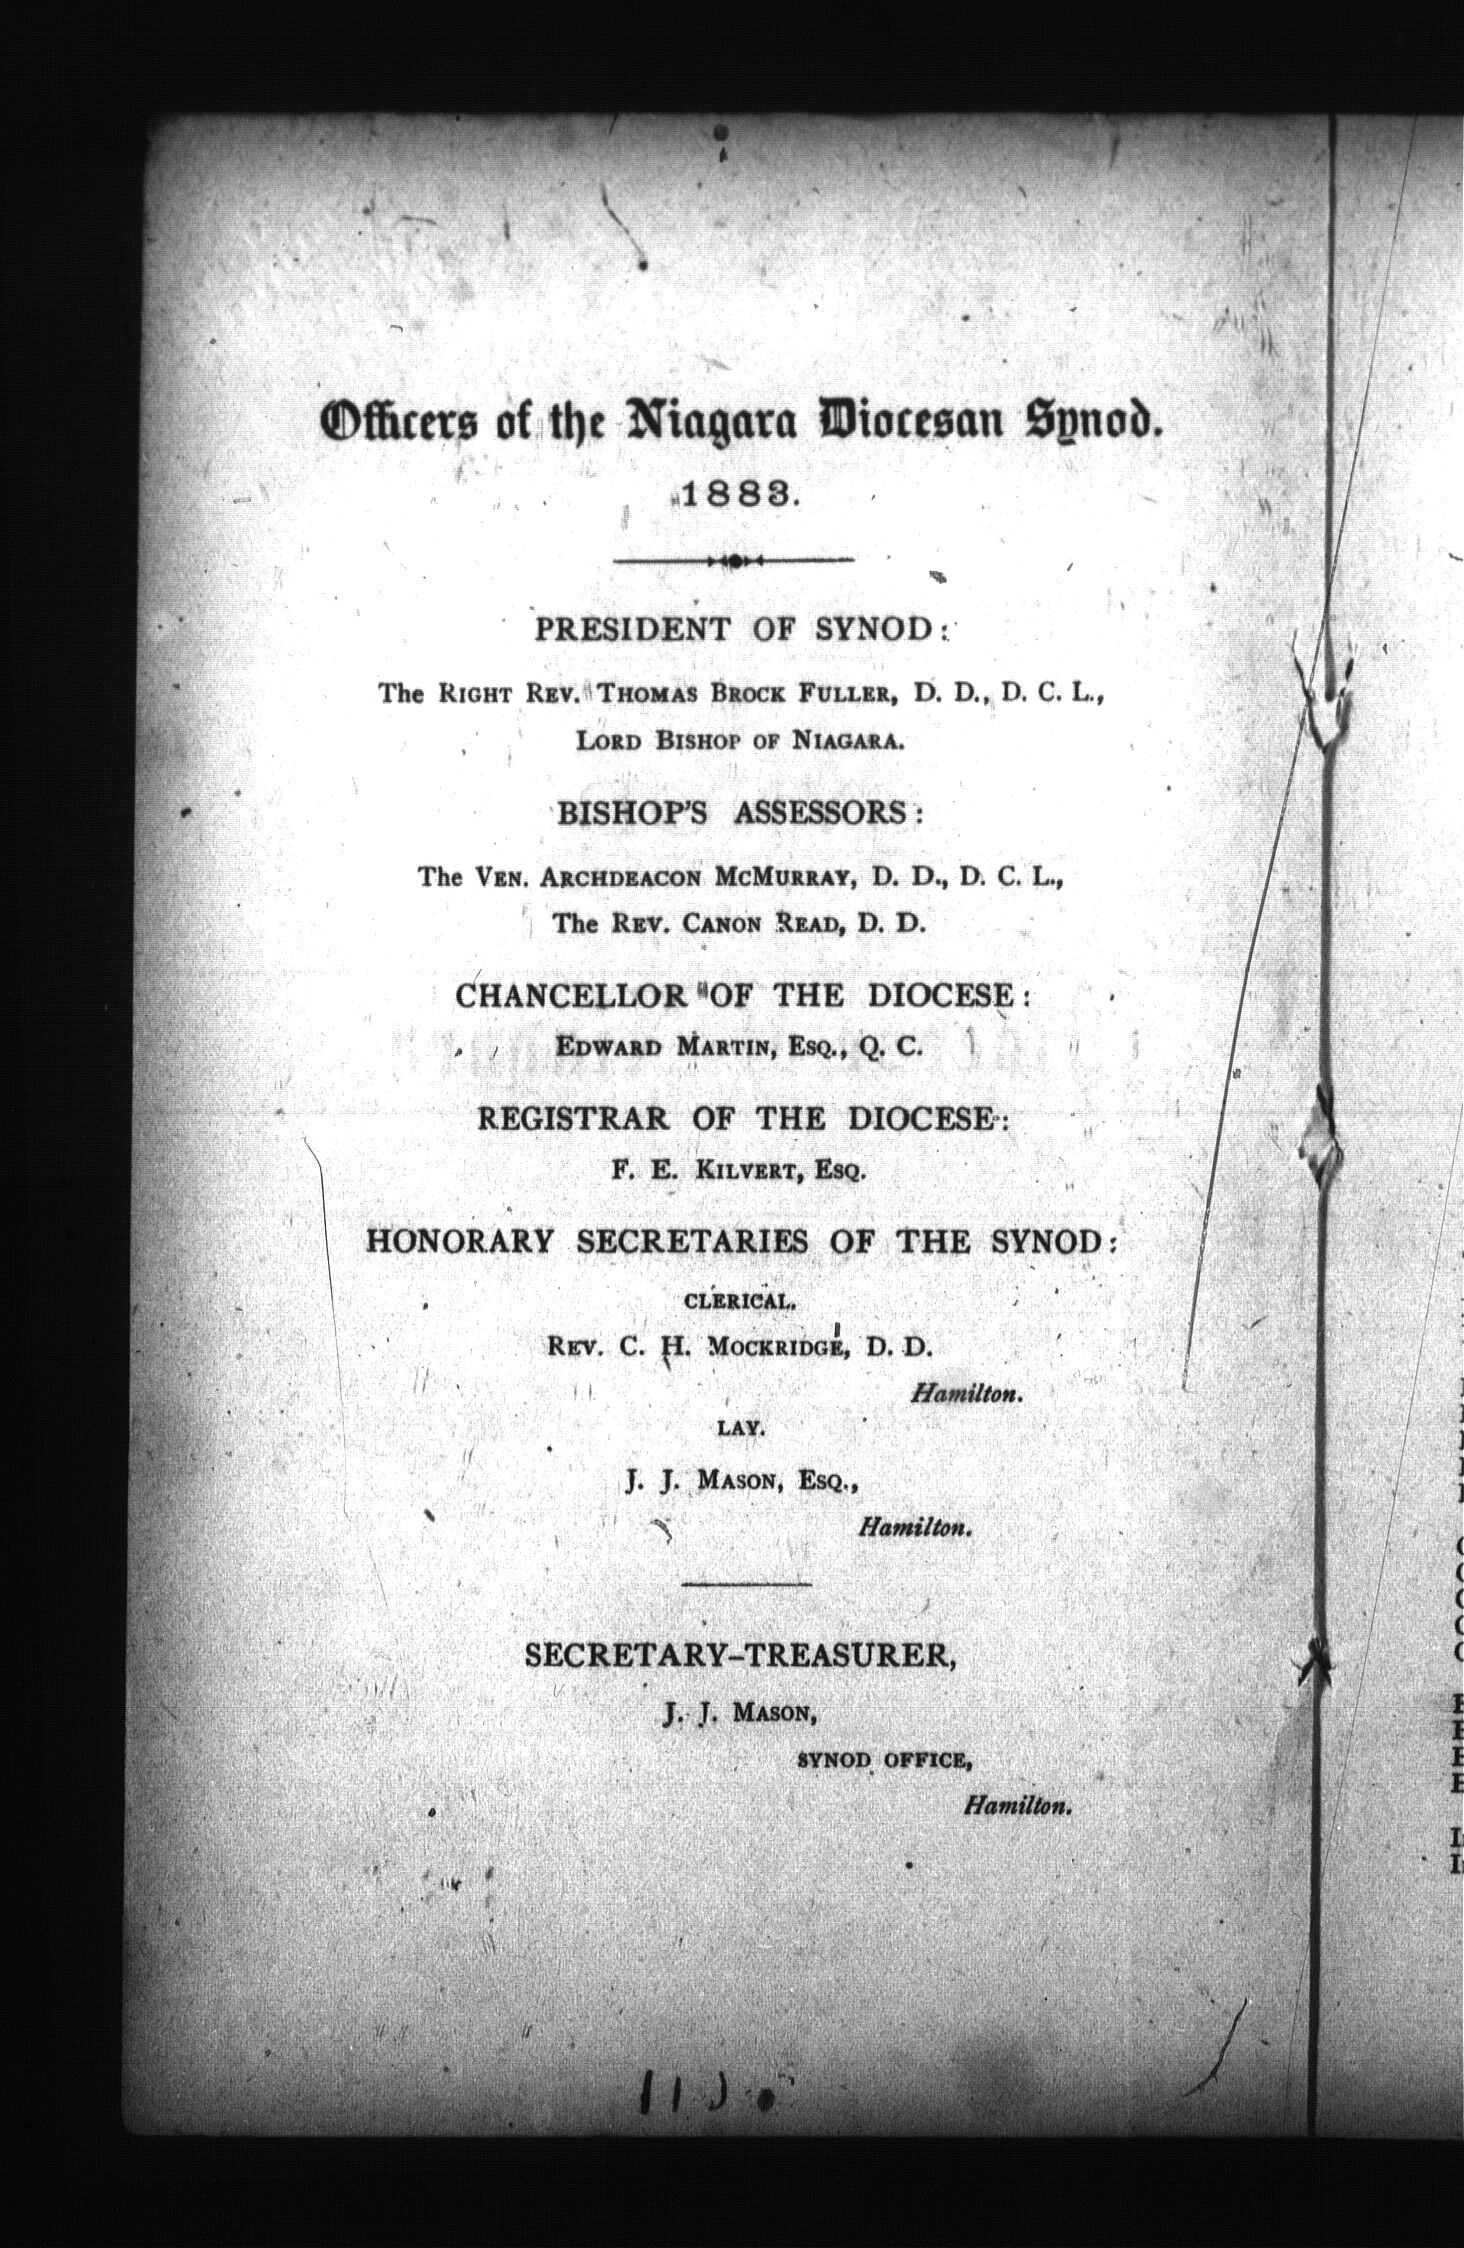 Officers of the Niagara Diocesan Synod.
1883.
PRESIDENT OF SYNOD:
The RIGHT REV. THOMAS BROCK FULLER, D. D., D. C. L.,
LORD BISHOP OF NIAGARA.
BISHOP'S ASSESSORS:
The VEN. ARCHDEACON MCMURRAY, D. D., D. C. L.,
The REV. CANON READ, D. D.
CHANCELLOR OF THE DIOCESE:
EDWARD MARTIN, ESQ., Q. C.
REGISTRAR OF THE DIOCESE:
F. E. KILVERT, ESQ.
HONORARY SECRETARIES OF THE SYNOD:
CLERICAL.
REV. C. H. MOCKRIDGE, D. D.
Hamilton.
LAY.
J. J. MASON, ESQ.,
Hamilton.
SECRETARY-TREASURER,
J. J. MASON,
SYNOD OFFICE,
Hamilton.